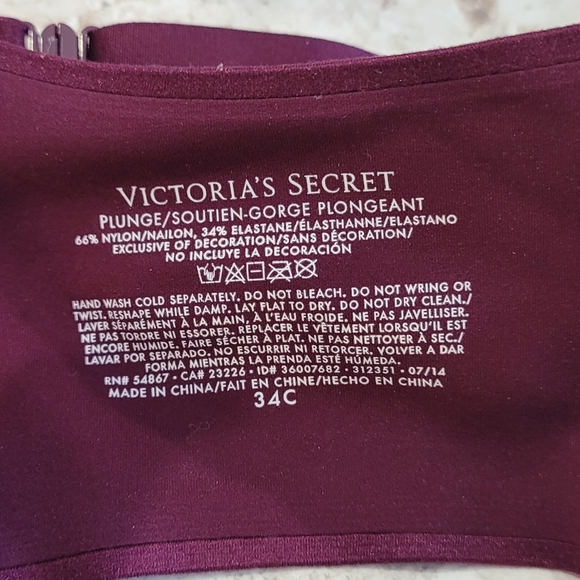 VICTORIA'S SECRET
PLUNGE/SOUTIEN-GORGE PLONGEANT
66% NYLON/NAILON, 34% ELASTANE/ÉLASTHANNE/ELASTANO
EXCLUSIVE OF DECORATION/SANS DÉCORATION/
NO INCLUYE LA DECORACIÓN
HAND WASH COLD SEPARATELY. DO NOT BLEACH. DO NOT WRING OR
TWIST. RESHAPE WHILE DAMP. LAY FLAT TO DRY. DO NOT DRY CLEAN./
LAVER SÉPARÉMENT À LA MAIN, À L'EAU FROIDE. NE PAS JAVELLISER.
NE PAS TORDRE NI ESSORER. REPLACER LE VÊTEMENT LORSQU'IL EST
ENCORE HUMIDE. FAIRE SÉCHER À PLAT. NE PAS NETTOYER À SEC./
LAVAR POR SEPARADO. NO ESCURRIR NI RETORCER. VOLVER A DAR
FORMA MIENTRAS LA PRENDA ESTÉ HÚMEDA.
RN# 54867 • CA# 23226 • ID# 36007682 • 312351 • 07/14
MADE IN CHINA/FAIT EN CHINE/HECHO EN CHINA
34C